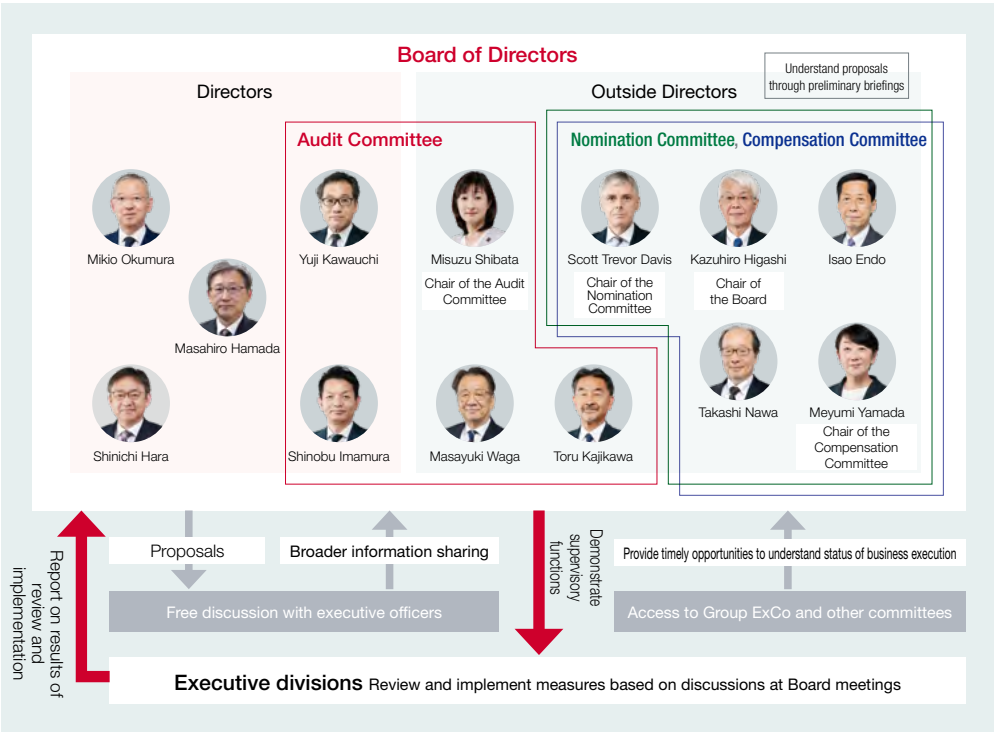 Board of Directors
Directors
Outside Directors
Understand proposals
through preliminary briefings
Audit Committee
Nomination Committee, Compensation Committee
Mikio Okumura
Yuji Kawauchi
Misuzu Shibata
Chair of the Audit
Committee
Scott Trevor Davis
Chair of the
Nomination
Committee
Kazuhiro Higashi
Chair of
the Board
Isao Endo
Masahiro Hamada
Shinichi Hara
Shinobu Imamura
Masayuki Waga
Toru Kajikawa
Takashi Nawa
Meyumi Yamada
Chair of the
Compensation
Committee
Report on results of
review and
implementation
Proposals
Broader information sharing
Demonstrate
supervisory
functions
Provide timely opportunities to understand status of business execution
Free discussion with executive officers
Access to Group ExCo and other committees
Executive divisions Review and implement measures based on discussions at Board meetings